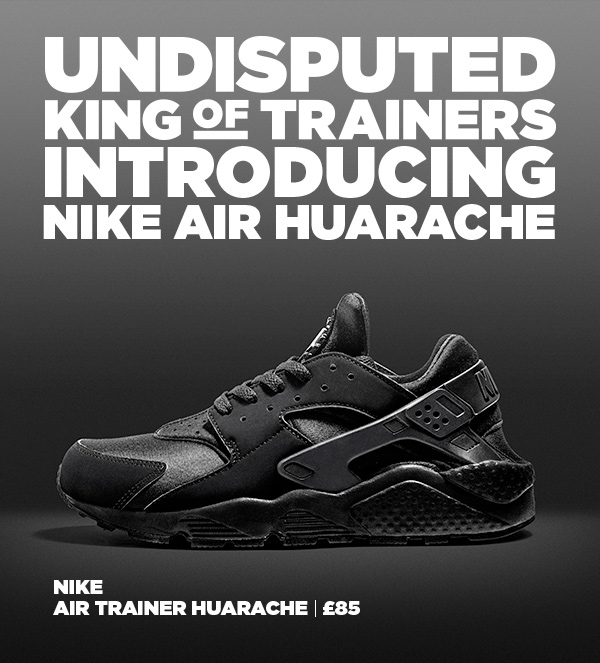 UNDISPUTED
KING OF TRAINERS
INTRODUCING
NIKE AIR HUARACHE
NIKE
AIR TRAINER HUARACHE | £85